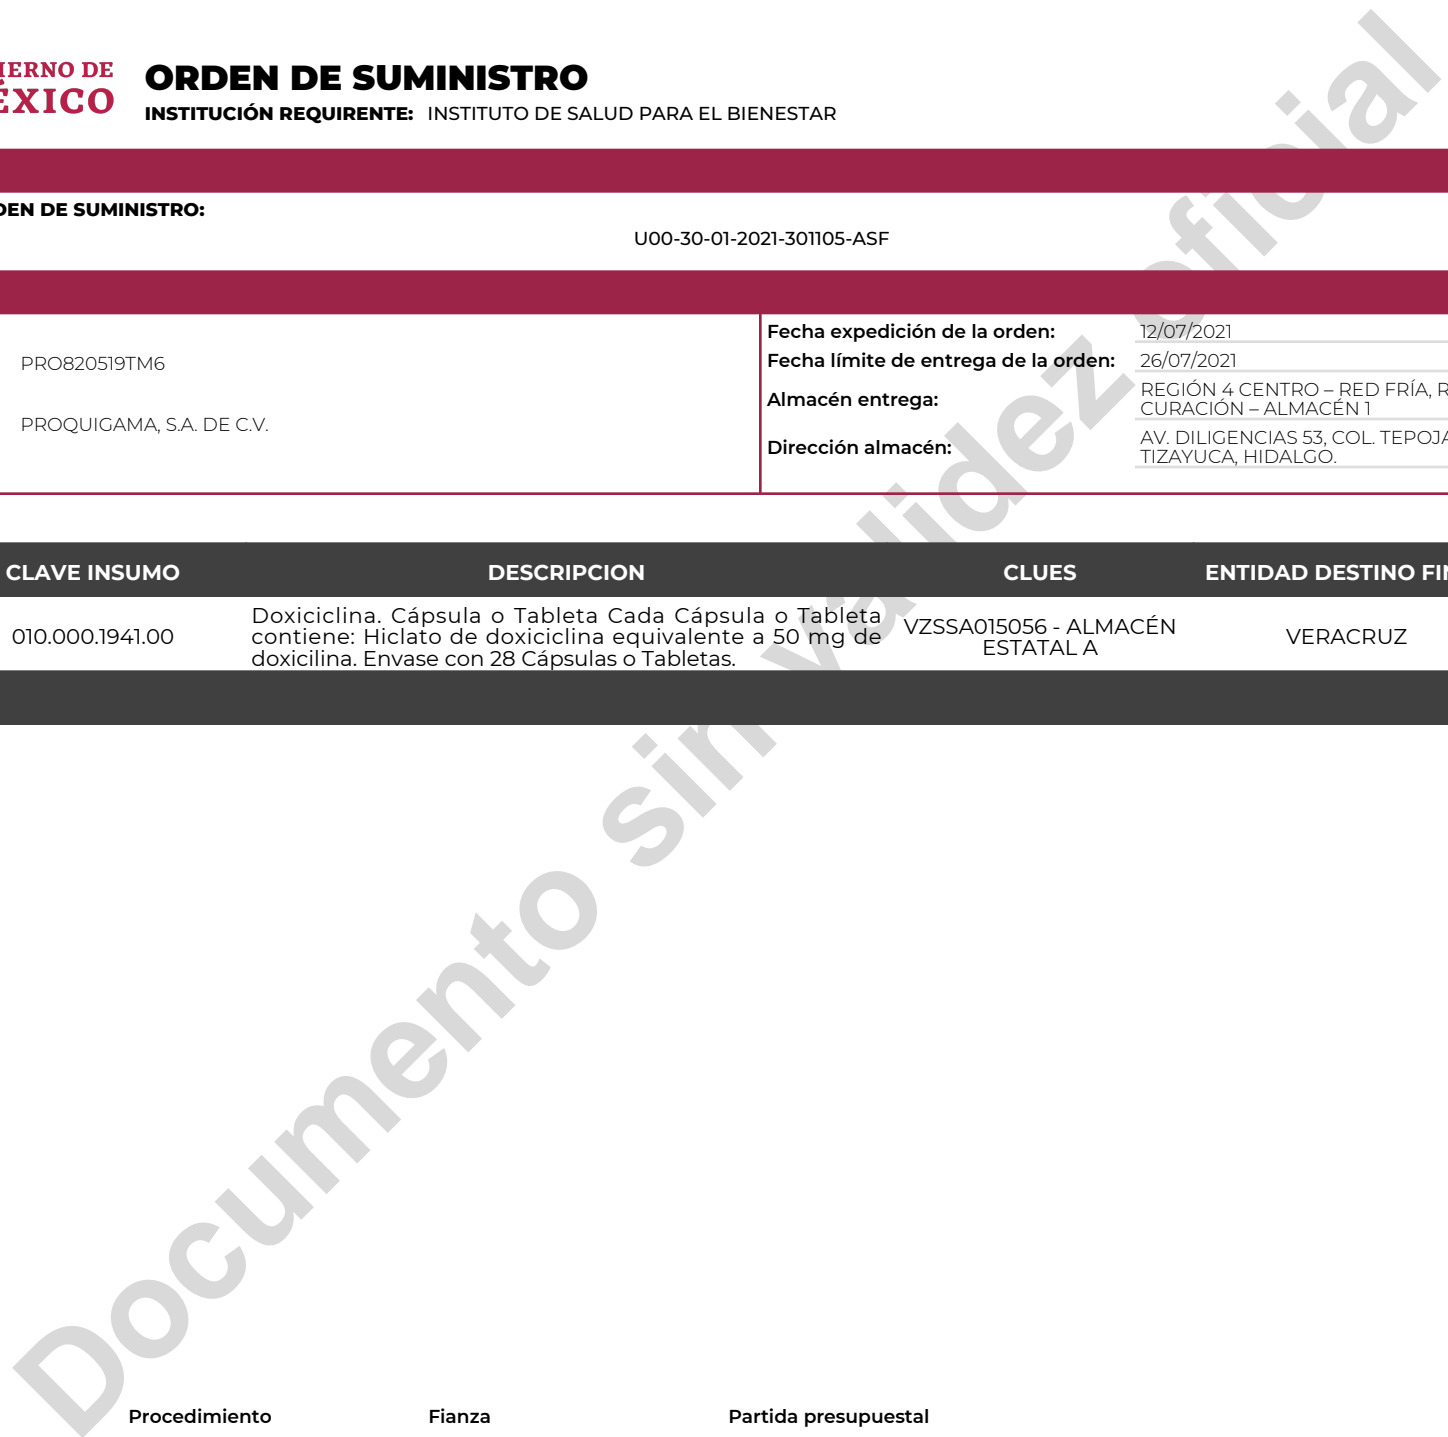 IERNO DE
ÉXICO
ORDEN DE SUMINISTRO
INSTITUCIÓN REQUIRENTE: INSTITUTO DE SALUD PARA EL BIENESTAR
DEN DE SUMINISTRO:
U00-30-01-2021-301105-ASF
PRO820519TM6
PROQUIGAMA, S.A. DE C.V.
Fecha expedición de la orden: 12/07/2021
Fecha límite de entrega de la orden: 26/07/2021
Almacén entrega: REGIÓN 4 CENTRO – RED FRÍA, R
CURACIÓN – ALMACÉN 1
Dirección almacén: AV. DILIGENCIAS 53, COL. TEPOJA
TIZAYUCA, HIDALGO.
CLAVE INSUMO DESCRIPCION CLUES ENTIDAD DESTINO FIN
010.000.1941.00
Doxiciclina. Cápsula o Tableta Cada Cápsula o Tableta
contiene: Hiclato de doxiciclina equivalente a 50 mg de
doxicilina. Envase con 28 Cápsulas o Tabletas.
VZSSA015056 - ALMACÉN
ESTATAL A
VERACRUZ
Documento sin validez oficial
Procedimiento Fianza Partida presupuestal